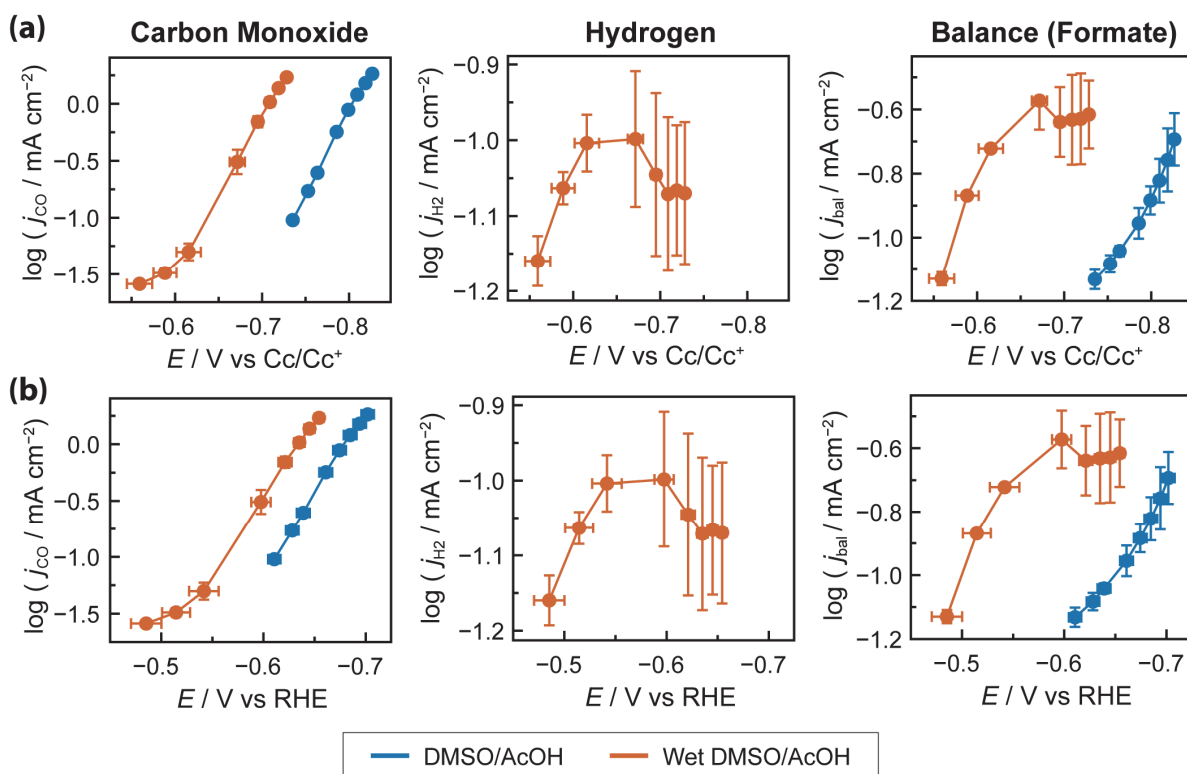 (a)
Carbon Monoxide
Hydrogen
Balance (Formate)
log ( j_CO / mA cm⁻²)
0.0
−0.5
−1.0
−1.5
−0.6
−0.7
−0.8
E / V vs Cc/Cc⁺
log ( j_H2 / mA cm⁻²)
−0.9
−1.0
−1.1
−1.2
−0.6
−0.7
−0.8
E / V vs Cc/Cc⁺
log ( j_bal / mA cm⁻²)
−0.6
−0.8
−1.0
−1.2
−0.6
−0.7
−0.8
E / V vs Cc/Cc⁺
(b)
log ( j_CO / mA cm⁻²)
0.0
−0.5
−1.0
−1.5
−0.5
−0.6
−0.7
E / V vs RHE
log ( j_H2 / mA cm⁻²)
−0.9
−1.0
−1.1
−1.2
−0.5
−0.6
−0.7
E / V vs RHE
log ( j_bal / mA cm⁻²)
−0.6
−0.8
−1.0
−1.2
−0.5
−0.6
−0.7
E / V vs RHE
DMSO/AcOH
Wet DMSO/AcOH